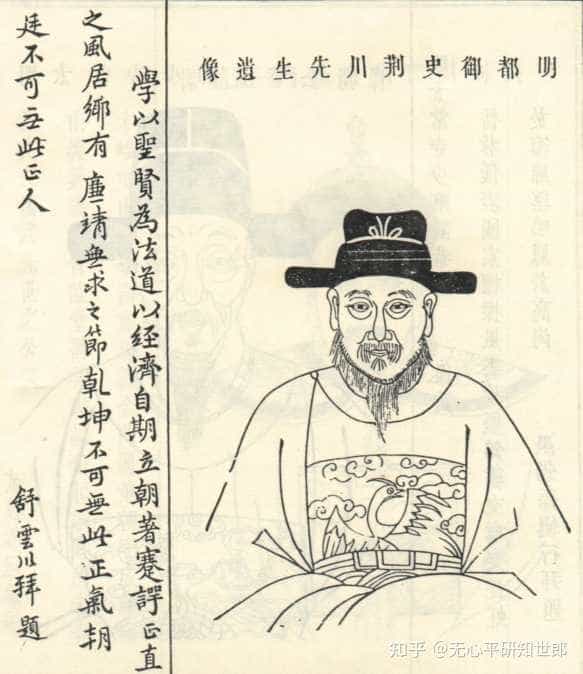 明都御史荆川先生遺像
學以聖賢為法道以经濟自期立朝著蹇諤正直
之風居鄉有廉靖無求之節乾坤不可無此正氣朝
廷不可无此正人
舒雲川拜題
知乎 @无心平研知世郎